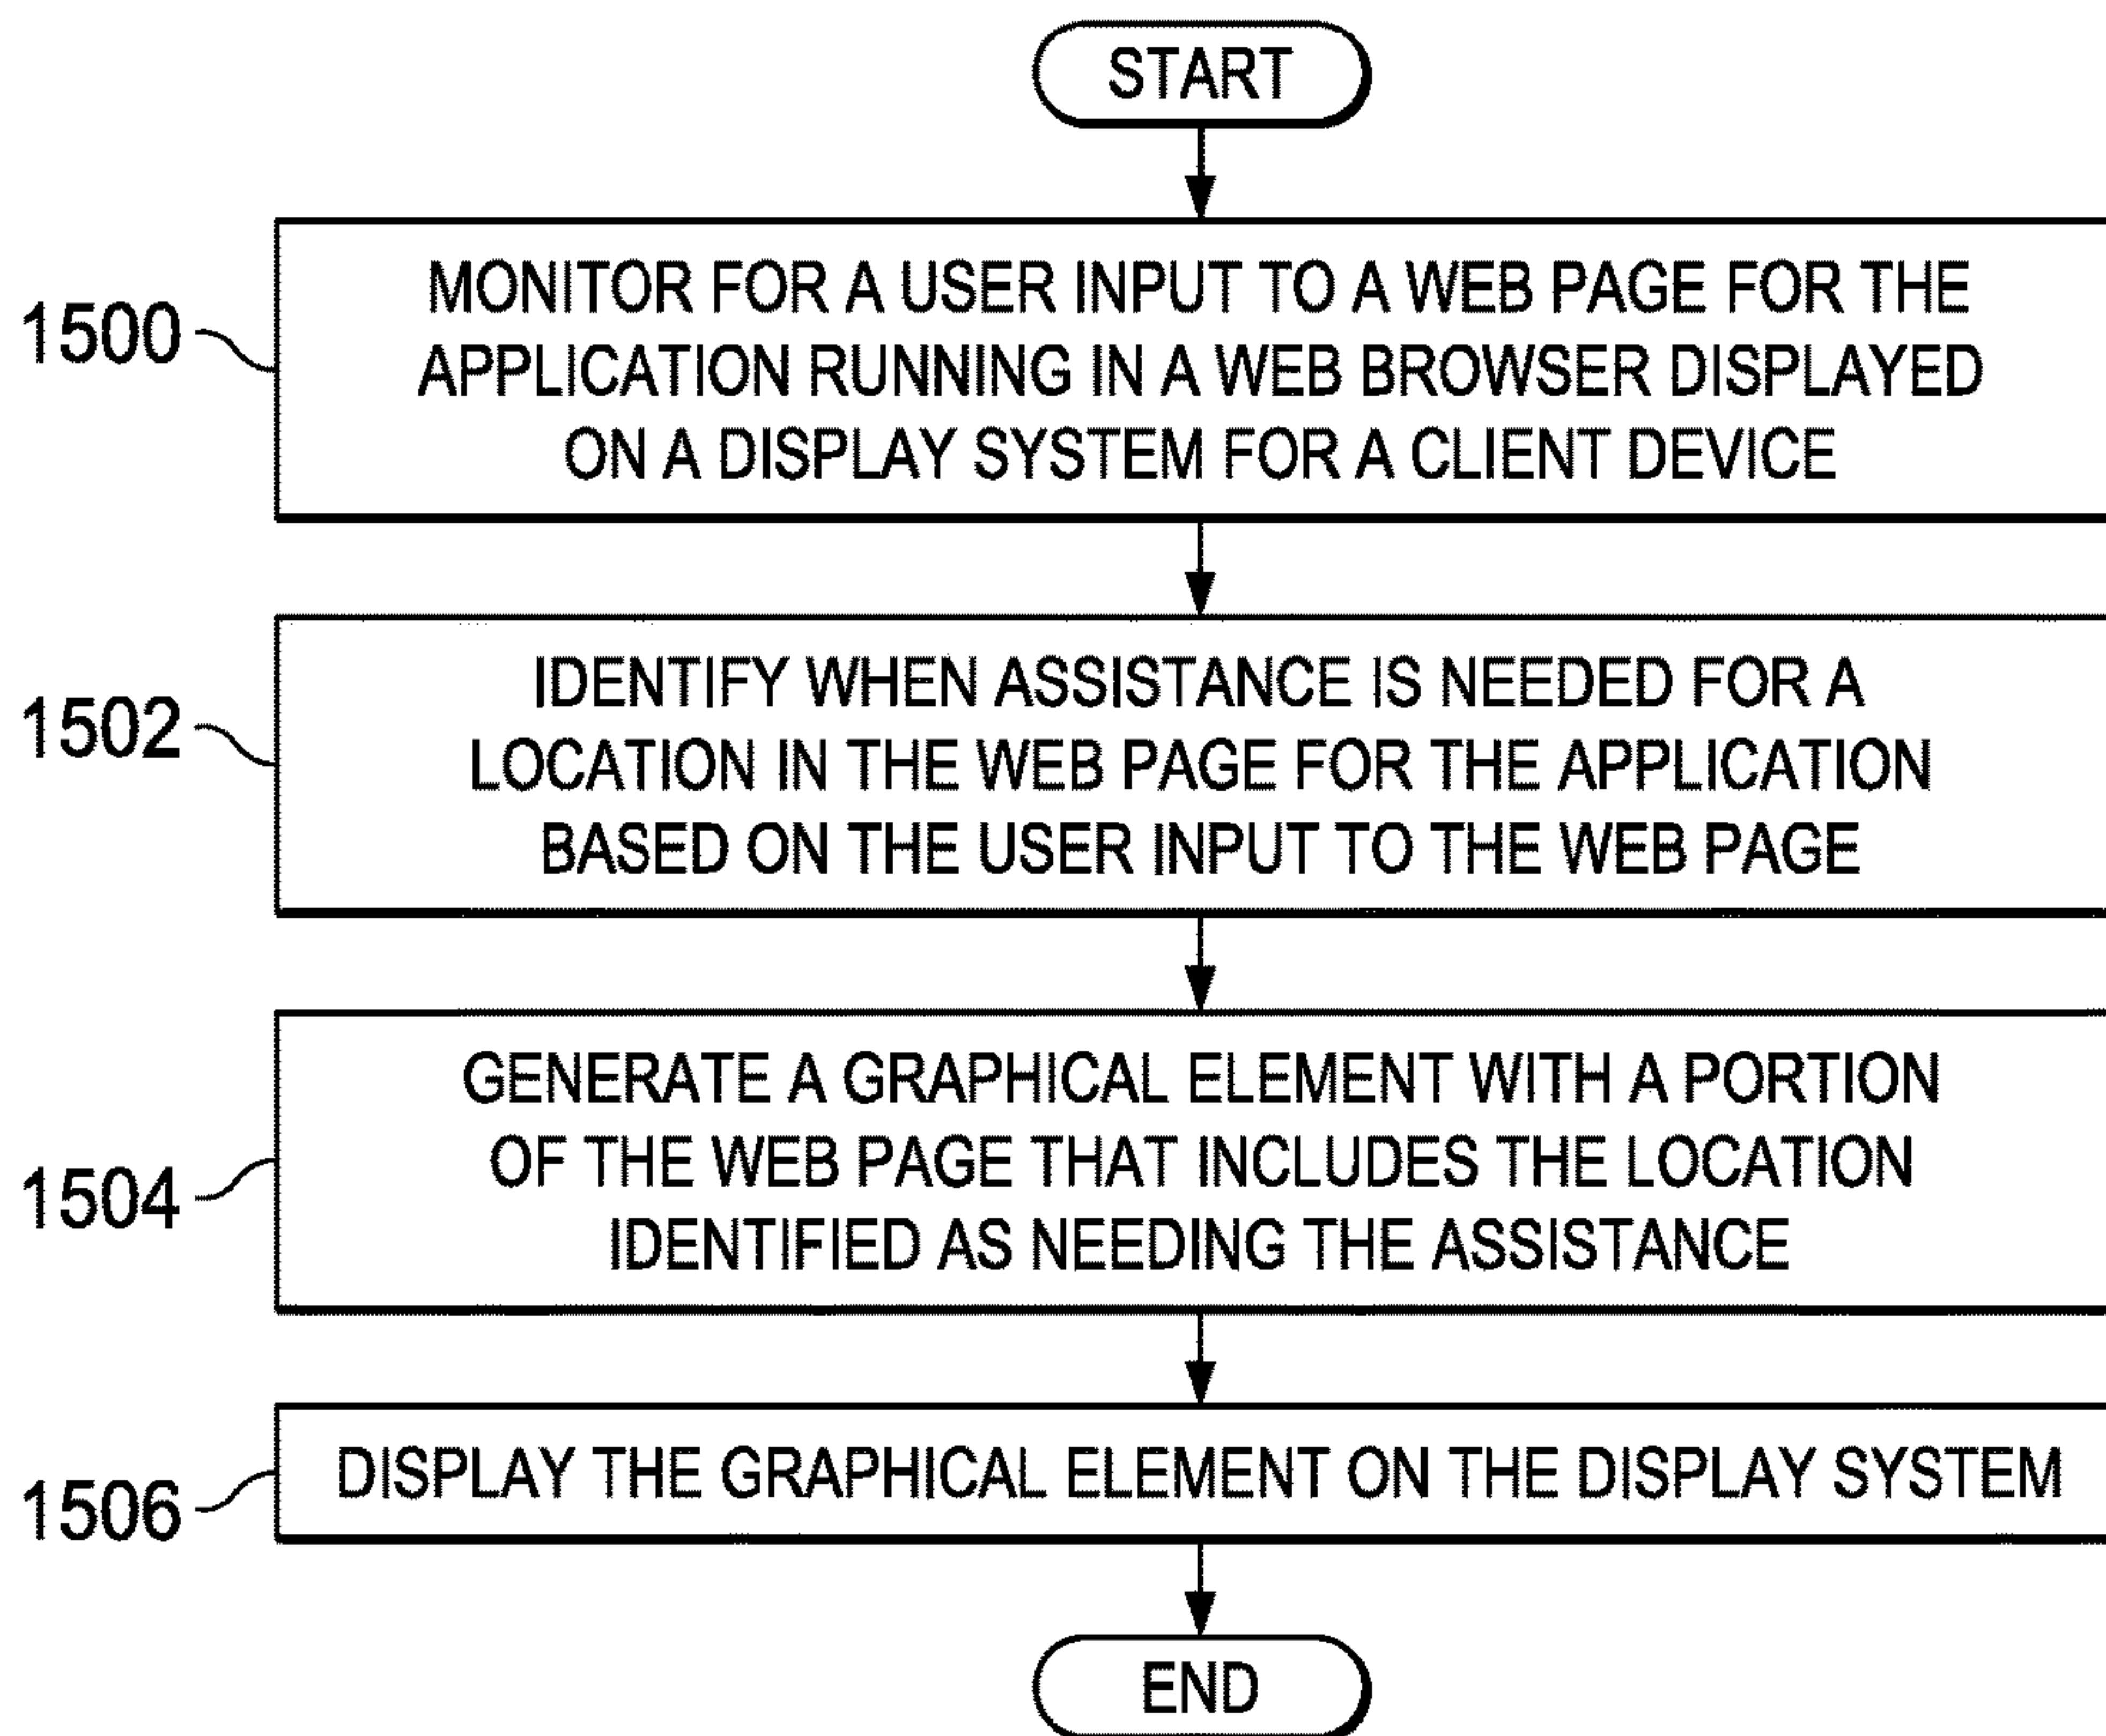 START
1500
MONITOR FOR A USER INPUT TO A WEB PAGE FOR THE
APPLICATION RUNNING IN A WEB BROWSER DISPLAYED
ON A DISPLAY SYSTEM FOR A CLIENT DEVICE
1502
IDENTIFY WHEN ASSISTANCE IS NEEDED FOR A
LOCATION IN THE WEB PAGE FOR THE APPLICATION
BASED ON THE USER INPUT TO THE WEB PAGE
1504
GENERATE A GRAPHICAL ELEMENT WITH A PORTION
OF THE WEB PAGE THAT INCLUDES THE LOCATION
IDENTIFIED AS NEEDING THE ASSISTANCE
1506
DISPLAY THE GRAPHICAL ELEMENT ON THE DISPLAY SYSTEM
END